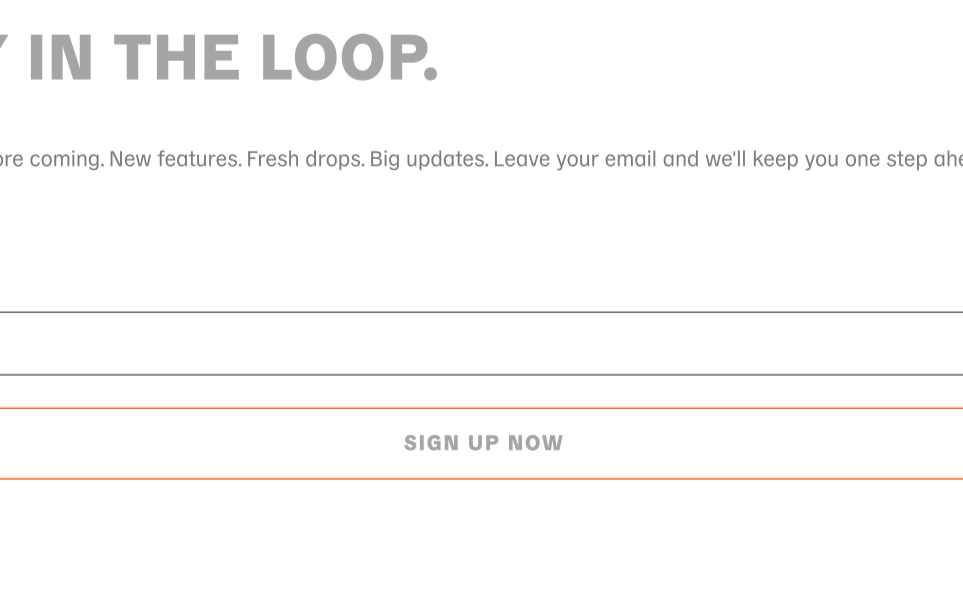 IN THE LOOP.
coming. New features. Fresh drops. Big updates. Leave your email and we'll keep you one step
SIGN UP NOW